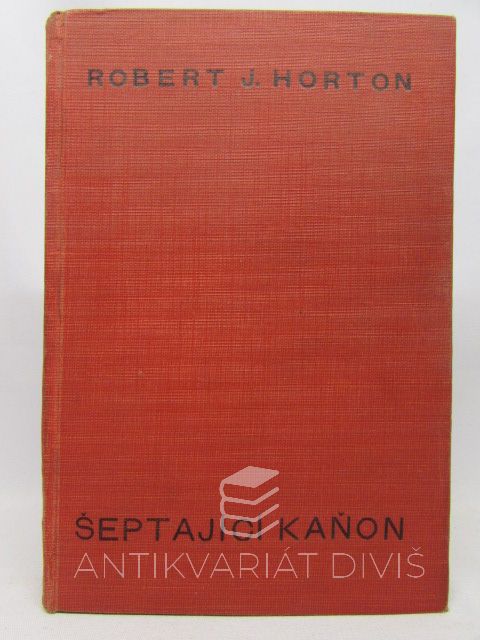 ROBERT J. HORTON
ŠEPTAJÍCÍ KAŇON
ANTIKVARIÁT DIVIŠ